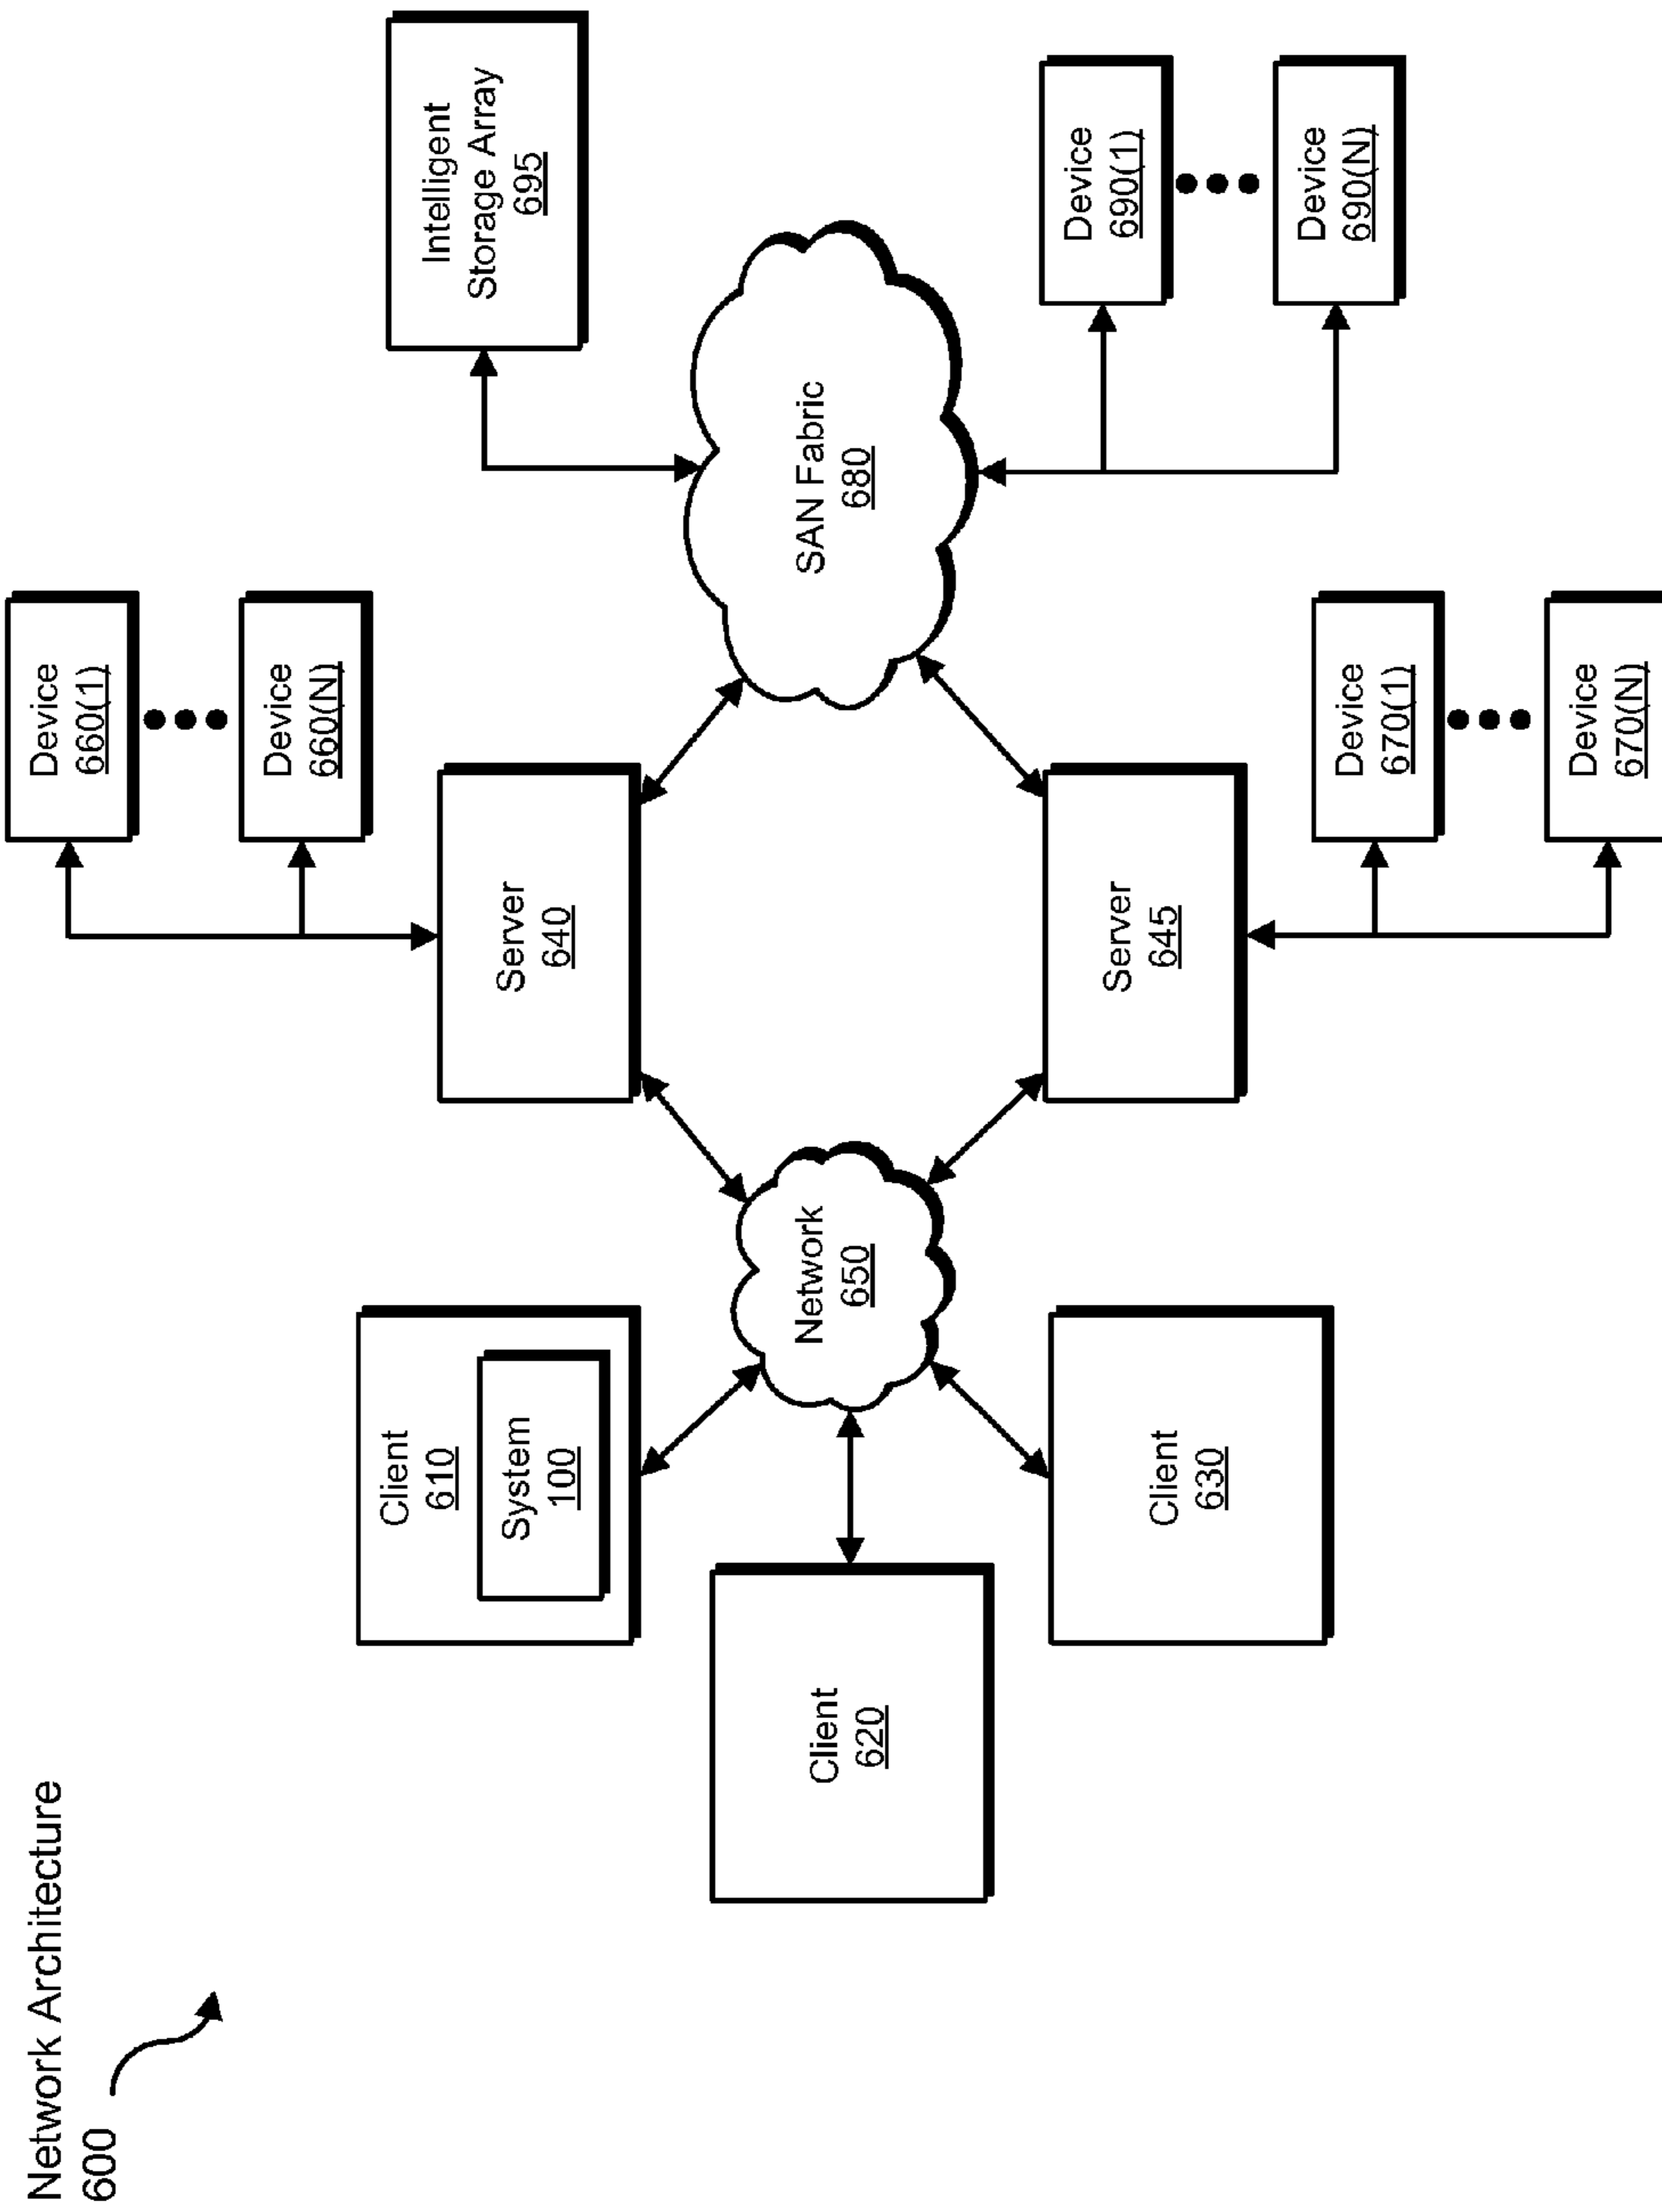 Network Architecture
600
Device
660(1)
Device
660(N)
Intelligent
Storage Array
695
Client
610
System
100
Server
640
Client
620
Network
650
SAN Fabric
680
Client
630
Server
645
Device
690(1)
Device
690(N)
Device
670(1)
Device
670(N)